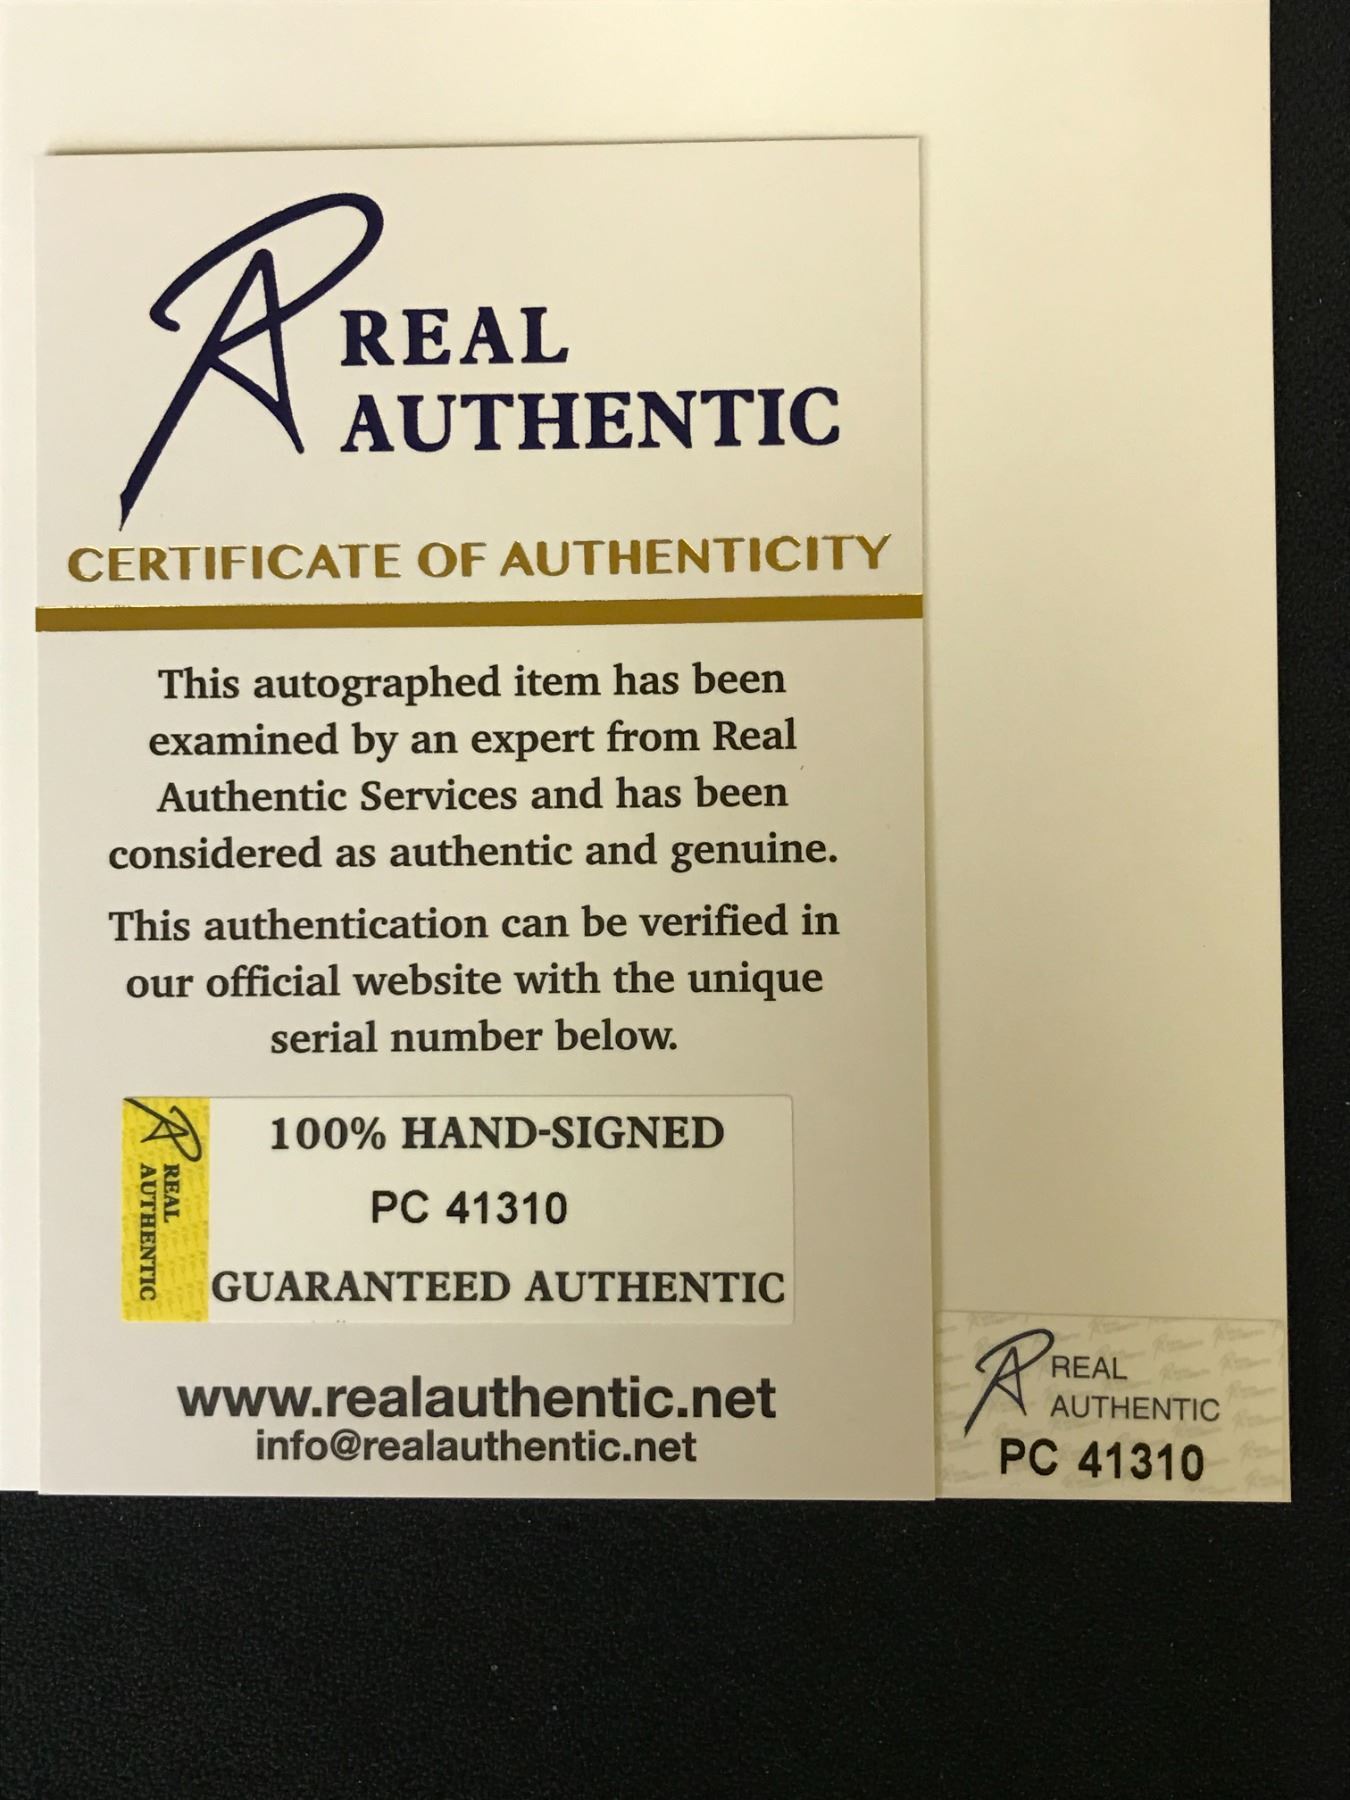 REAL
AUTHENTIC
CERTIFICATE OF AUTHENTICITY
This autographed item has been
examined by an expert from Real
Authentic Services and has been
considered as authentic and genuine.
This authentication can be verified in
our official website with the unique
serial number below.
REAL
AUTHENTIC
100% HAND-SIGNED
PC 41310
GUARANTEED AUTHENTIC
www.realauthentic.net
info@realauthentic.net
REAL
AUTHENTIC
PC 41310